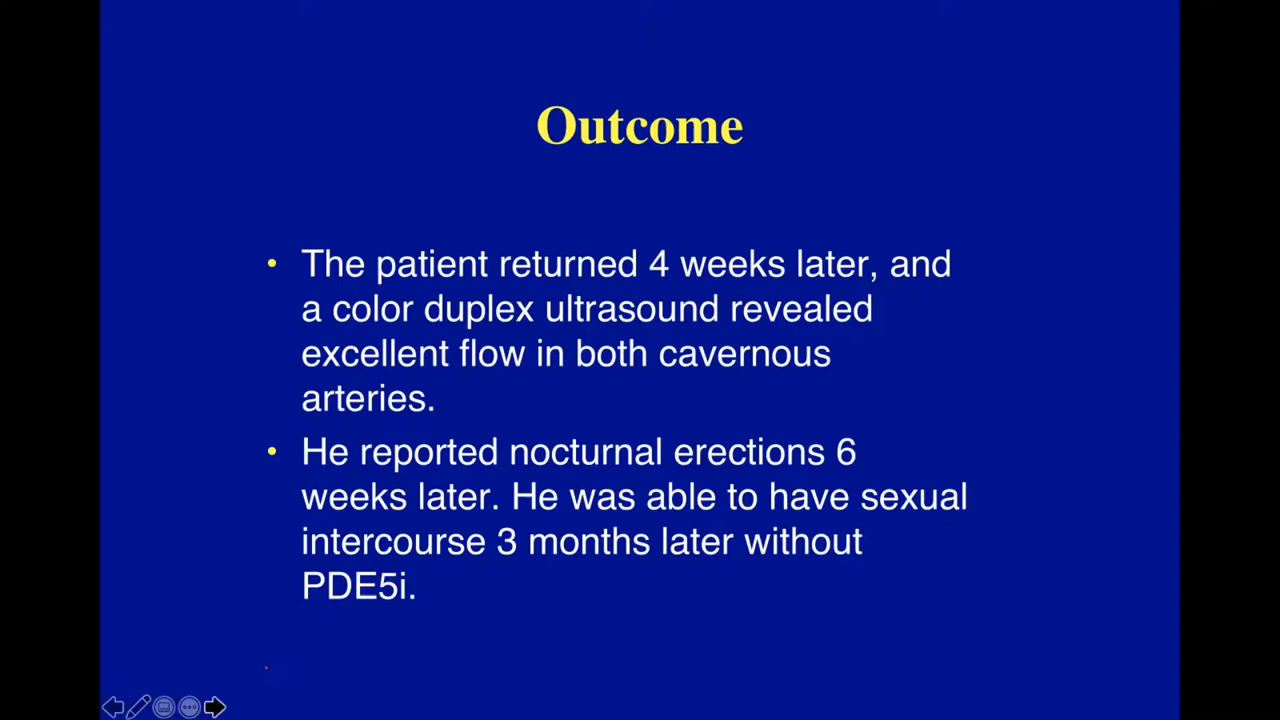 Outcome
• The patient returned 4 weeks later, and
a color duplex ultrasound revealed
excellent flow in both cavernous
arteries.
• He reported nocturnal erections 6
weeks later. He was able to have sexual
intercourse 3 months later without
PDE5i.